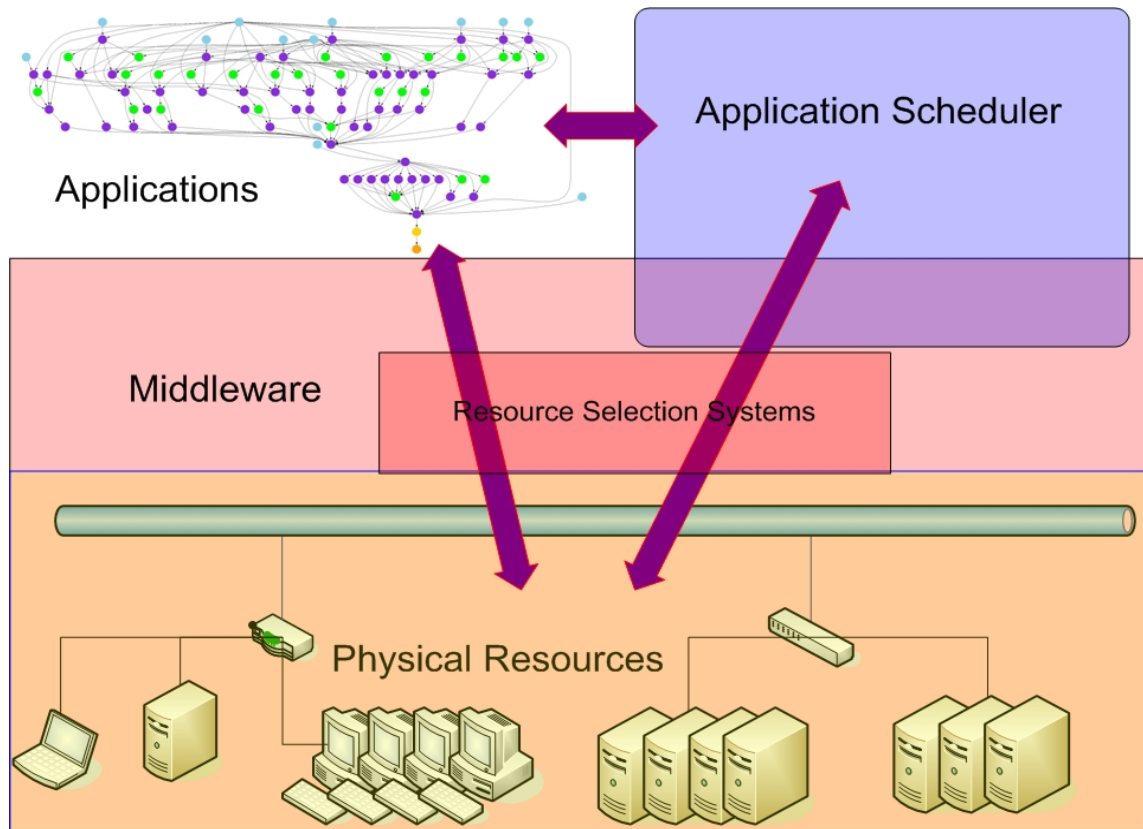 Application Scheduler
Applications
Middleware
Resource Selection Systems
Physical Resources